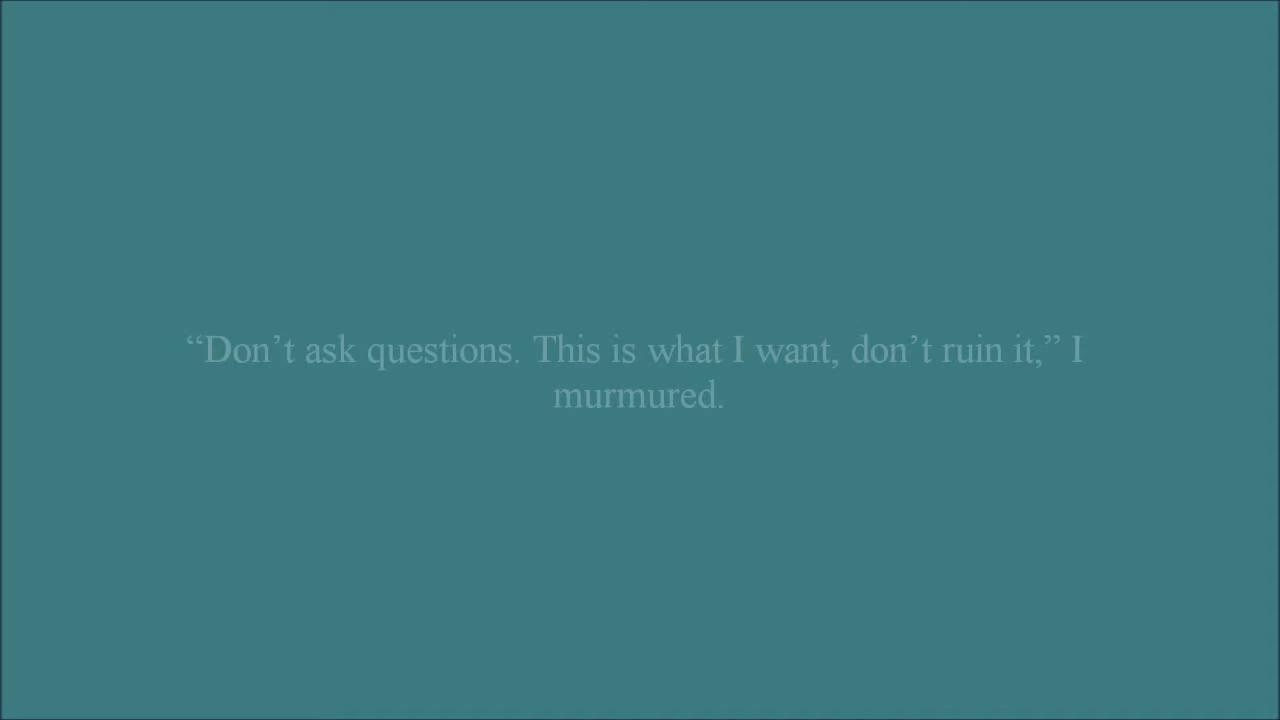 “Don’t ask questions. This is what I want, don’t ruin it,” I
murmured.